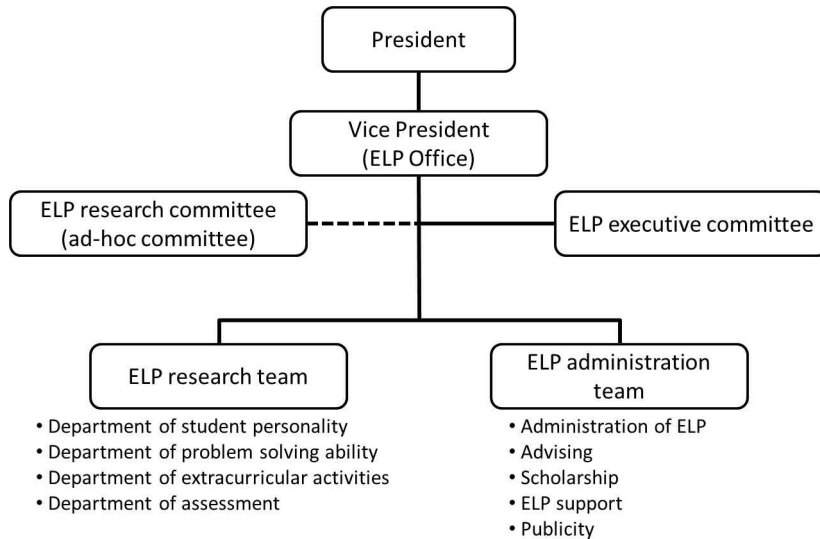 President
Vice President
(ELP Office)
ELP research committee
(ad-hoc committee)
ELP executive committee
ELP research team
• Department of student personality
• Department of problem solving ability
• Department of extracurricular activities
• Department of assessment
ELP administration
team
• Administration of ELP
• Advising
• Scholarship
• ELP support
• Publicity